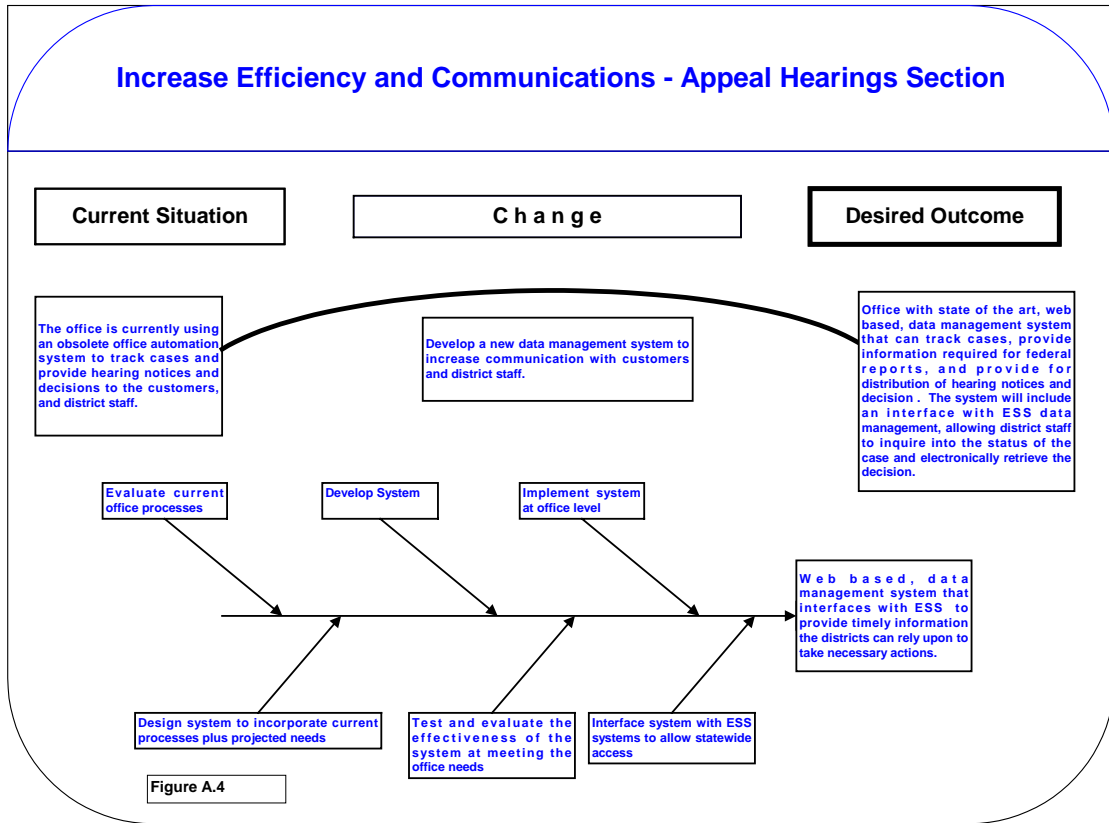 Increase Efficiency and Communications - Appeal Hearings Section
Current Situation
C h a n g e
Desired Outcome
The office is currently using
an obsolete office automation
system to track cases and
provide hearing notices and
decisions to the customers,
and district staff.
Develop a new data management system to
increase communication with customers
and district staff.
Office with state of the art, web
based, data management system
that can track cases, provide
information required for federal
reports, and provide for
distribution of hearing notices and
decision . The system will include
an interface with ESS data
management, allowing district staff
to inquire into the status of the
case and electronically retrieve the
decision.
Evaluate current
office processes
Develop System
Implement system
at office level
Web based, data
management system that
interfaces with ESS to
provide timely information
the districts can rely upon to
take necessary actions.
Design system to incorporate current
processes plus projected needs
Test and evaluate the
effectiveness of the
system at meeting the
office needs
Interface system with ESS
systems to allow statewide
access
Figure A.4